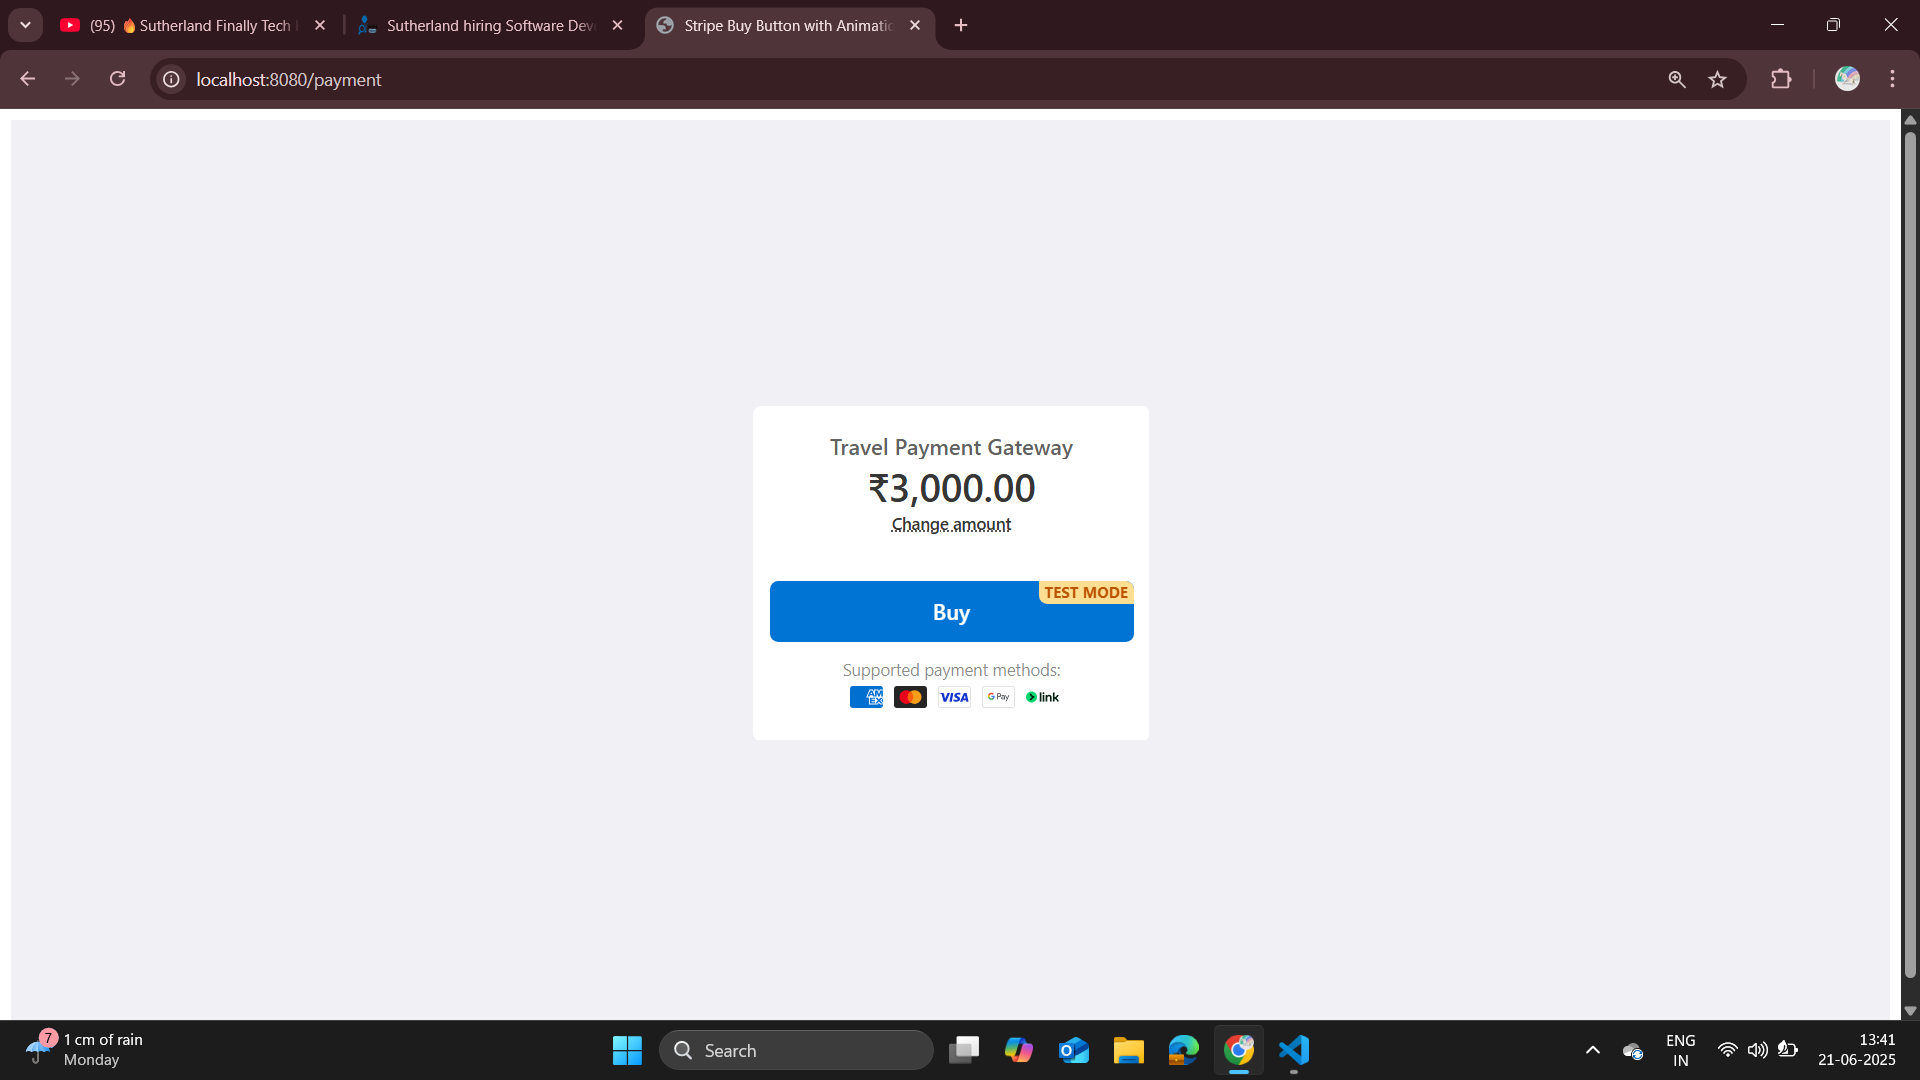 (95) 🔥Sutherland Finally Tech
Sutherland hiring Software Dev
Stripe Buy Button with Animatio
localhost:8080/payment
Travel Payment Gateway
₹3,000.00
Change amount
TEST MODE
Buy
Supported payment methods:
AM EX
VISA
G Pay
link
7
1 cm of rain
Monday
Search
ENG
IN
13:41
21-06-2025